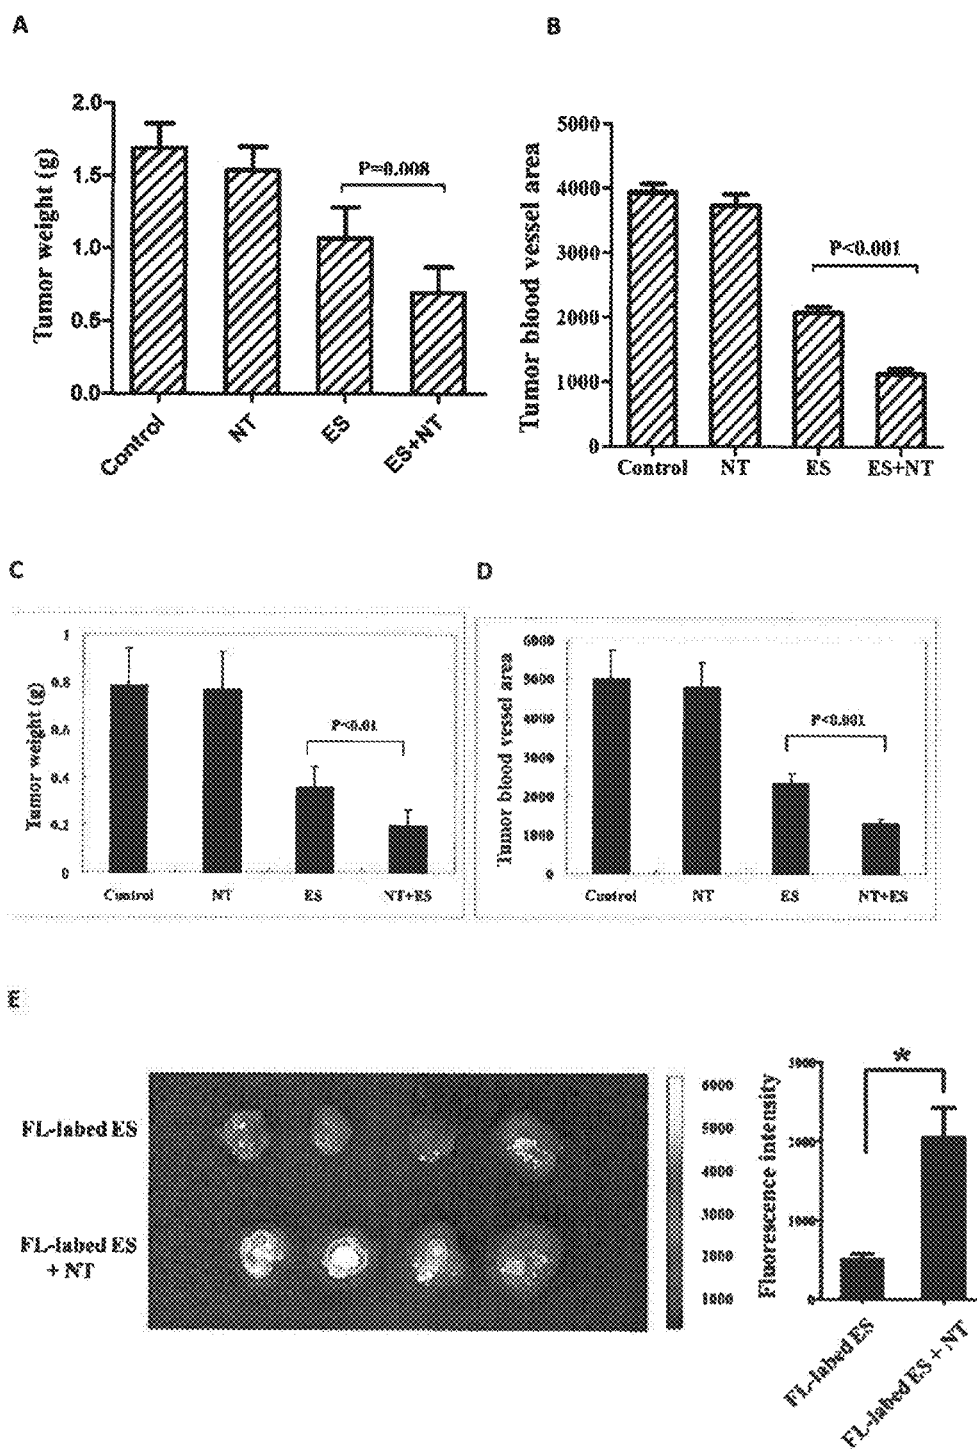 A
B
2.0
1.5
1.0
0.5
0.0
Tumor weight (g)
P=0.008
Control
NT
ES
ES+NT
5000
4000
3000
2000
1000
0
Tumor blood vessel area
P<0.001
Control
NT
ES
ES+NT
C
D
1
0.8
0.6
0.4
0.2
0
Tumor weight (g)
P<0.01
Control
NT
ES
NT+ES
6000
5000
4000
3000
2000
1000
0
Tumor blood vessel area
P<0.001
Control
NT
ES
NT+ES
E
FL-labed ES
FL-labed ES
+ NT
6000
5000
4000
3000
2000
1000
Fluorescence intensity
3000
2000
1000
0
*
FL-labed ES
FL-labed ES + NT